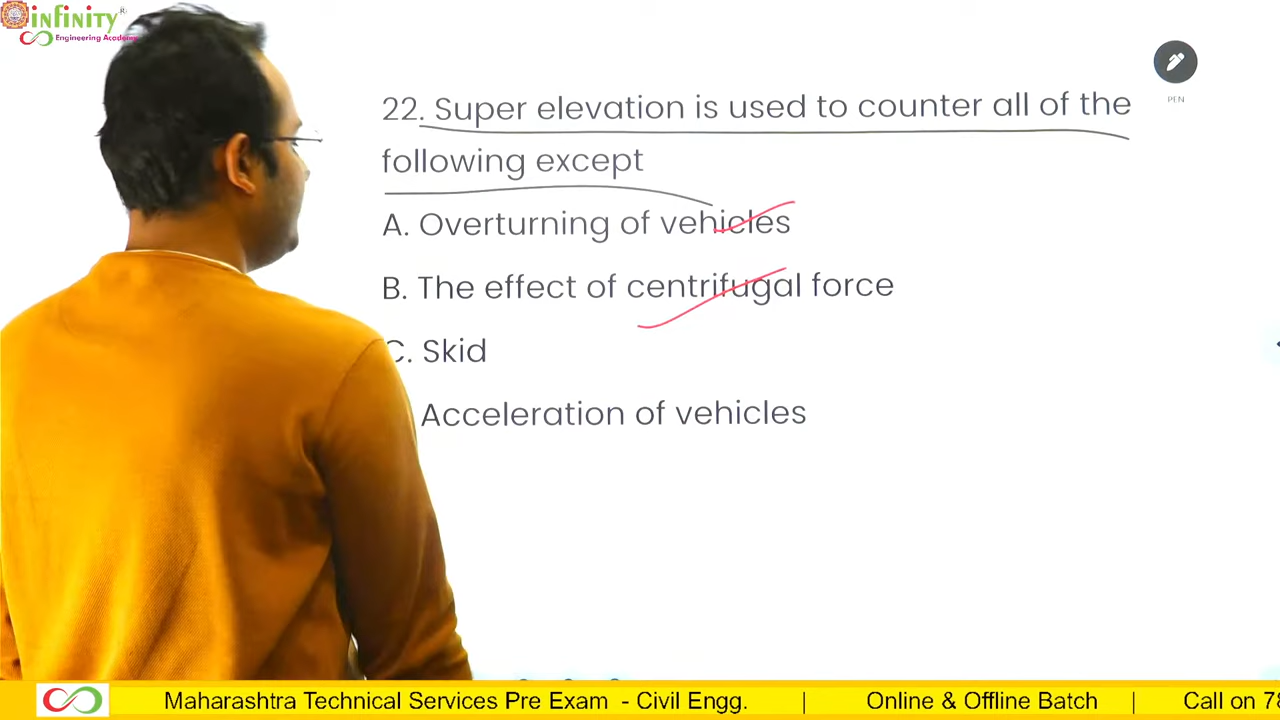 infinity
Engineering Academy
PEN
22. Super elevation is used to counter all of the
following except
A. Overturning of vehicles
B. The effect of centrifugal force
C. Skid
Acceleration of vehicles
Maharashtra Technical Services Pre Exam - Civil Engg. | Online & Offline Batch | Call on 78